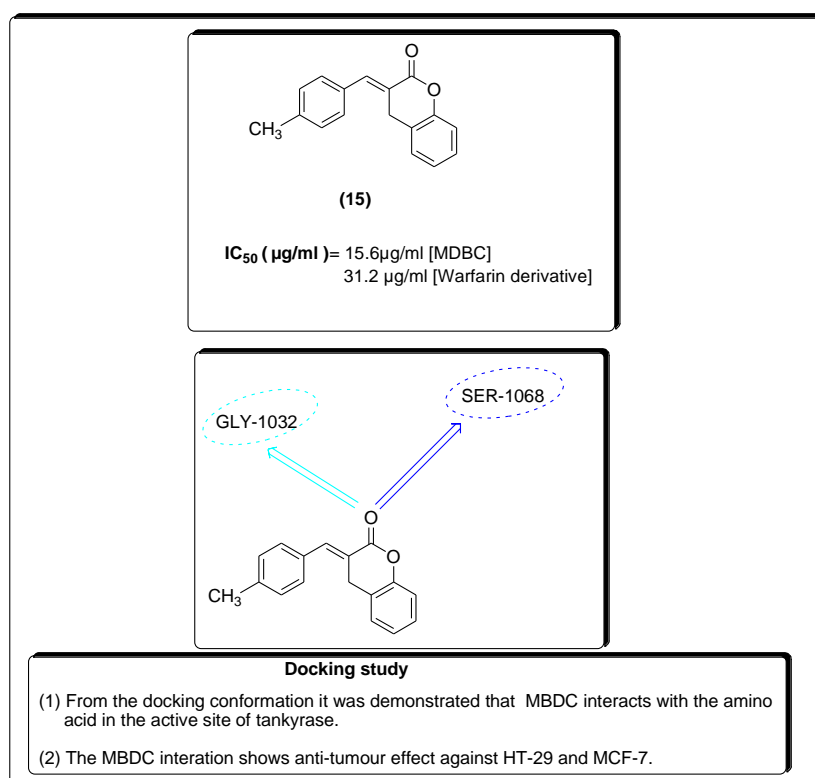 O
O
CH3
(15)
IC50 ( µg/ml )= 15.6µg/ml [MDBC]
31.2 µg/ml [Warfarin derivative]
SER-1068
GLY-1032
O
O
CH3
Docking study
(1) From the docking conformation it was demonstrated that MBDC interacts with the amino
acid in the active site of tankyrase.
(2) The MBDC interation shows anti-tumour effect against HT-29 and MCF-7.